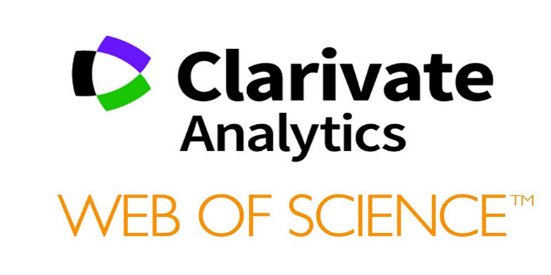 Clarivate
Analytics
WEB OF SCIENCE™